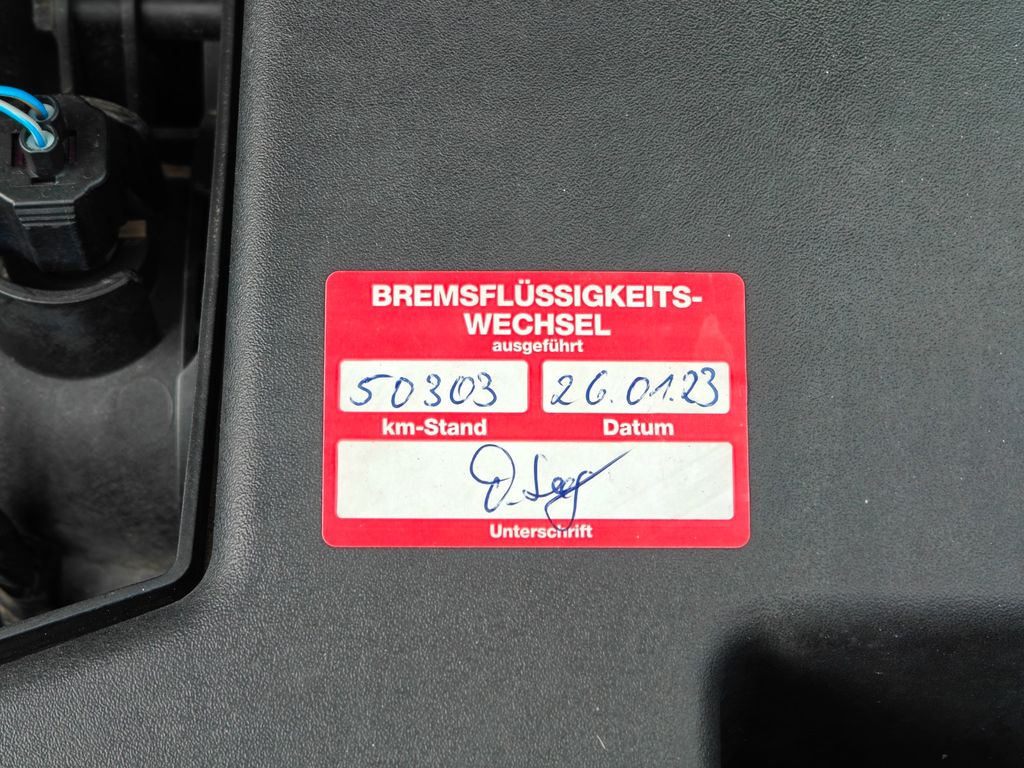 BREMSFLÜSSIGKEITS-
WECHSEL
ausgeführt
50303 26.01.23
km-Stand Datum
Unterschrift